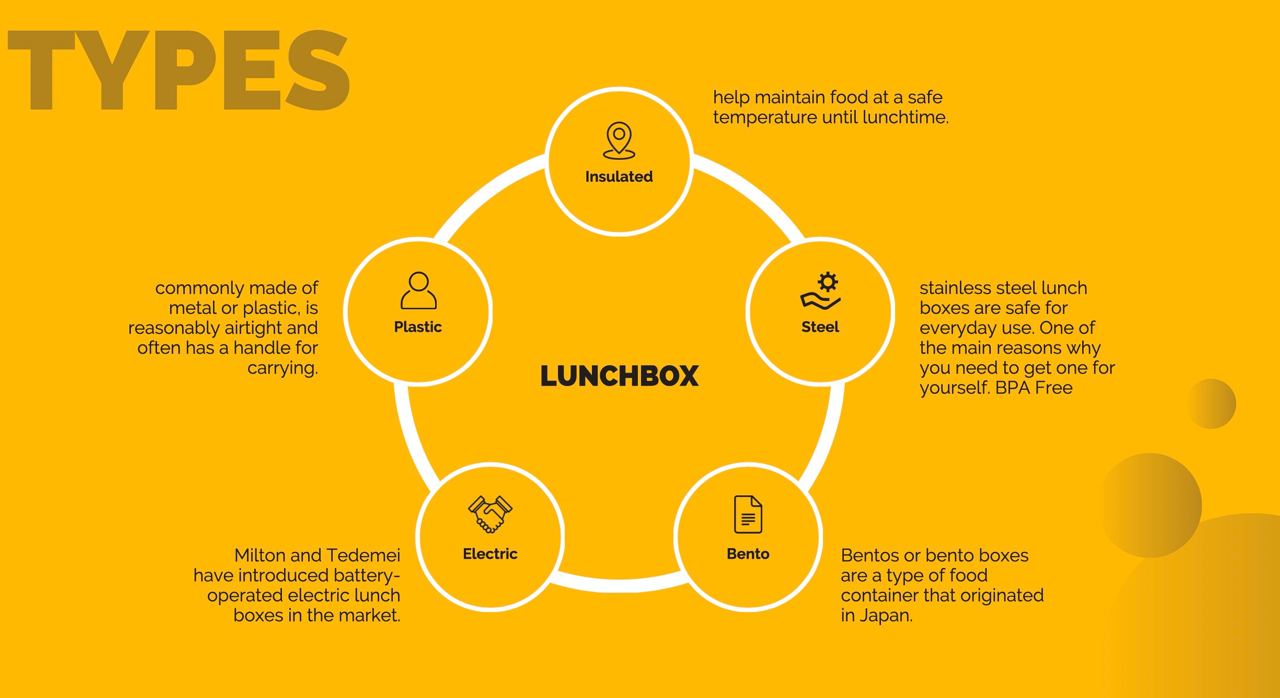 TYPES
help maintain food at a safe
temperature until lunchtime.
Insulated
commonly made of
metal or plastic, is
reasonably airtight and
often has a handle for
carrying.
Plastic
Steel
stainless steel lunch
boxes are safe for
everyday use. One of
the main reasons why
you need to get one for
yourself. BPA Free
LUNCHBOX
Milton and Tedemei
have introduced battery-
operated electric lunch
boxes in the market.
Electric
Bento
Bentos or bento boxes
are a type of food
container that originated
in Japan.